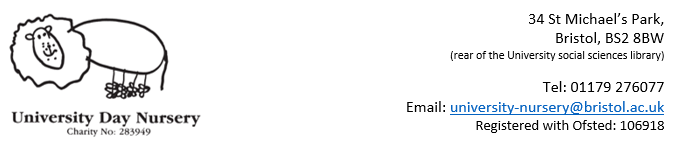 34 St Michael’s Park,
Bristol, BS2 8BW
(rear of the University social sciences library)
Tel: 01179 276077
Email: university-nursery@bristol.ac.uk
Registered with Ofsted: 106918
University Day Nursery
Charity No: 283949